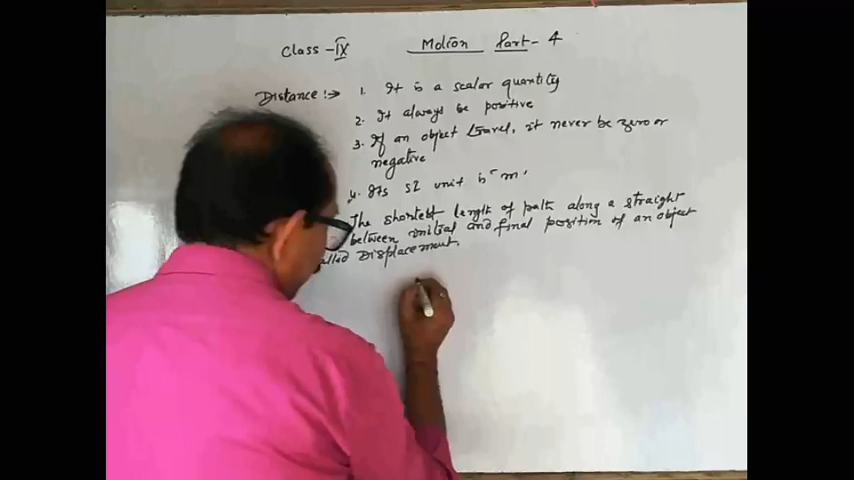 Class - IX Motion Part - 4
Distance :→ 1. It is a scalar quantity
2. It always be positive
3. If an object travel, it never be zero or
negative
4. Its SI unit is m.
The shortest length of path along a straight
between initial and final position of an object
alled Displacement.